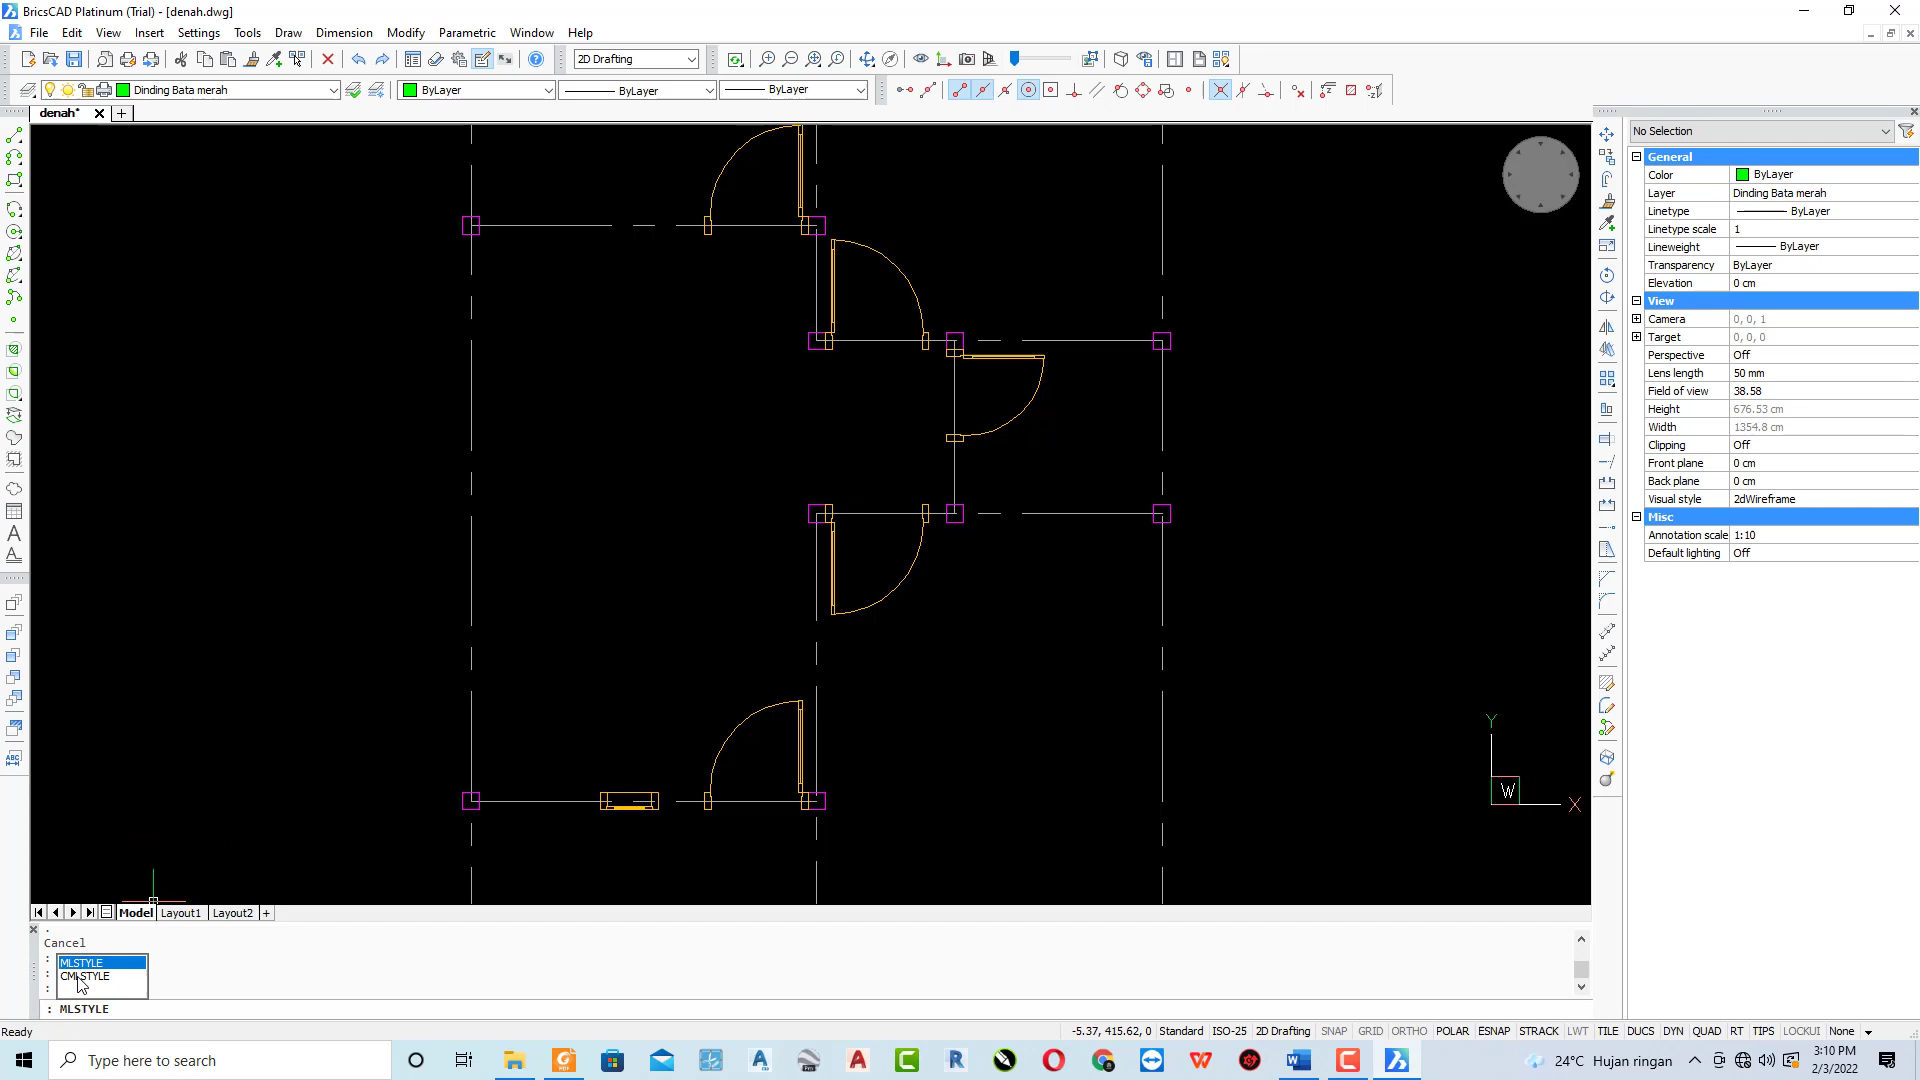 BricsCAD Platinum (Trial) - [denah.dwg]
File Edit View Insert Settings Tools Draw Dimension Modify Parametric Window Help
2D Drafting
Dinding Bata merah ByLayer ByLayer ByLayer
denah*
No Selection
General
Color ByLayer
Layer Dinding Bata merah
Linetype ByLayer
Linetype scale 1
Lineweight ByLayer
Transparency ByLayer
Elevation 0 cm
View
Camera 0, 0, 1
Target 0, 0, 0
Perspective Off
Lens length 50 mm
Field of view 38.58
Height 676.53 cm
Width 1354.8 cm
Clipping Off
Front plane 0 cm
Back plane 0 cm
Visual style 2dWireframe
Misc
Annotation scale 1:10
Default lighting Off
Y
W X
Model Layout1 Layout2 +
Cancel
: MLSTYLE
: CMLSTYLE
:
: MLSTYLE
Ready -5.37, 415.62, 0 Standard ISO-25 2D Drafting SNAP GRID ORTHO POLAR ESNAP STRACK LWT TILE DUCS DYN QUAD RT TIPS LOCKUI None
Type here to search
24°C Hujan ringan
3:10 PM
2/3/2022